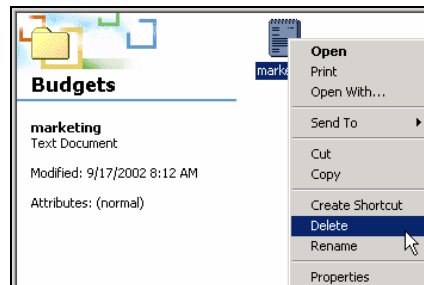 Budgets
marketing
Text Document
Modified: 9/17/2002 8:12 AM
Attributes: (normal)
Open
Print
Open With...
Send To
Cut
Copy
Create Shortcut
Delete
Rename
Properties